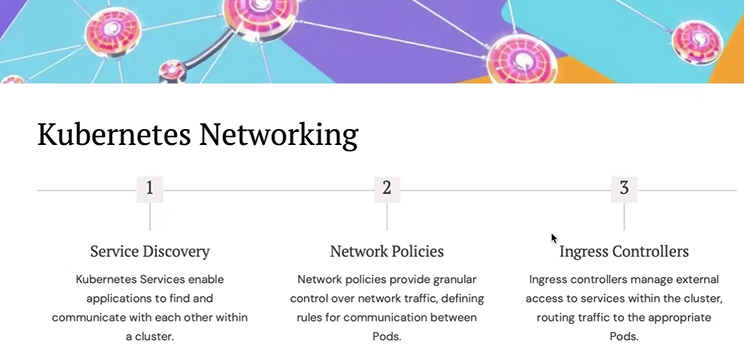 Kubernetes Networking
1
2
3
Service Discovery
Network Policies
Ingress Controllers
Kubernetes Services enable
applications to find and
communicate with each other within
a cluster.
Network policies provide granular
control over network traffic, defining
rules for communication between
Pods.
Ingress controllers manage external
access to services within the cluster,
routing traffic to the appropriate
Pods.